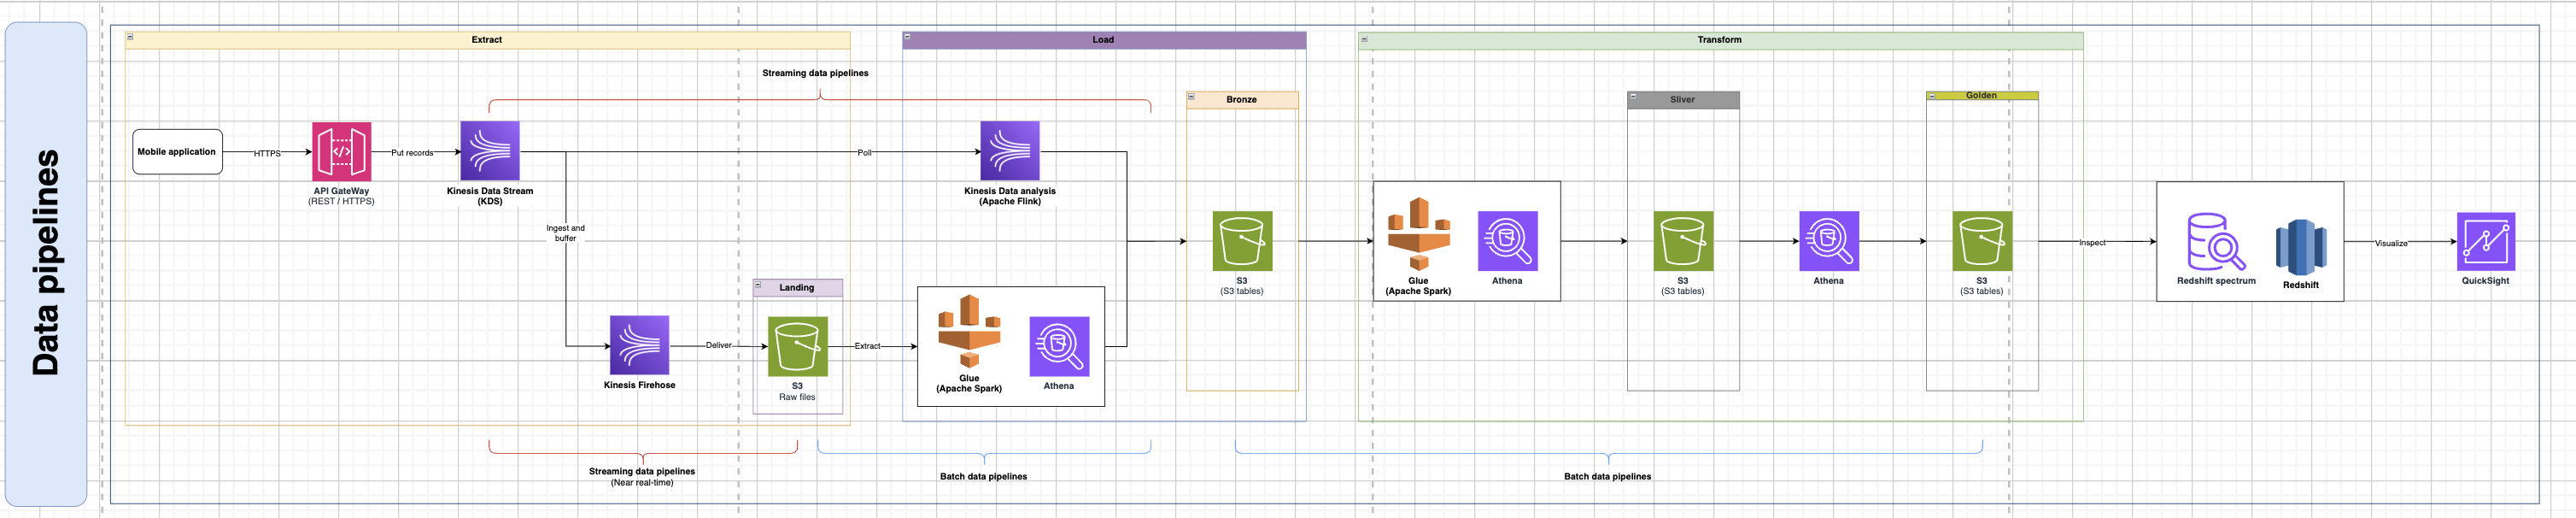 Data pipelines
Extract
Load
Transform
Streaming data pipelines
Bronze
Sliver
Golden
Mobile application
HTTPS
Put records
Poll
API GateWay
(REST / HTTPS)
Kinesis Data Stream
(KDS)
Kinesis Data analysis
(Apache Flink)
Ingest and
buffer
S3
(S3 tables)
Glue
(Apache Spark)
Athena
S3
(S3 tables)
Athena
S3
(S3 tables)
Inspect
Redshift spectrum
Redshift
Visualize
QuickSight
Landing
Kinesis Firehose
Deliver
S3
Raw files
Extract
Glue
(Apache Spark)
Athena
Streaming data pipelines
(Near real-time)
Batch data pipelines
Batch data pipelines